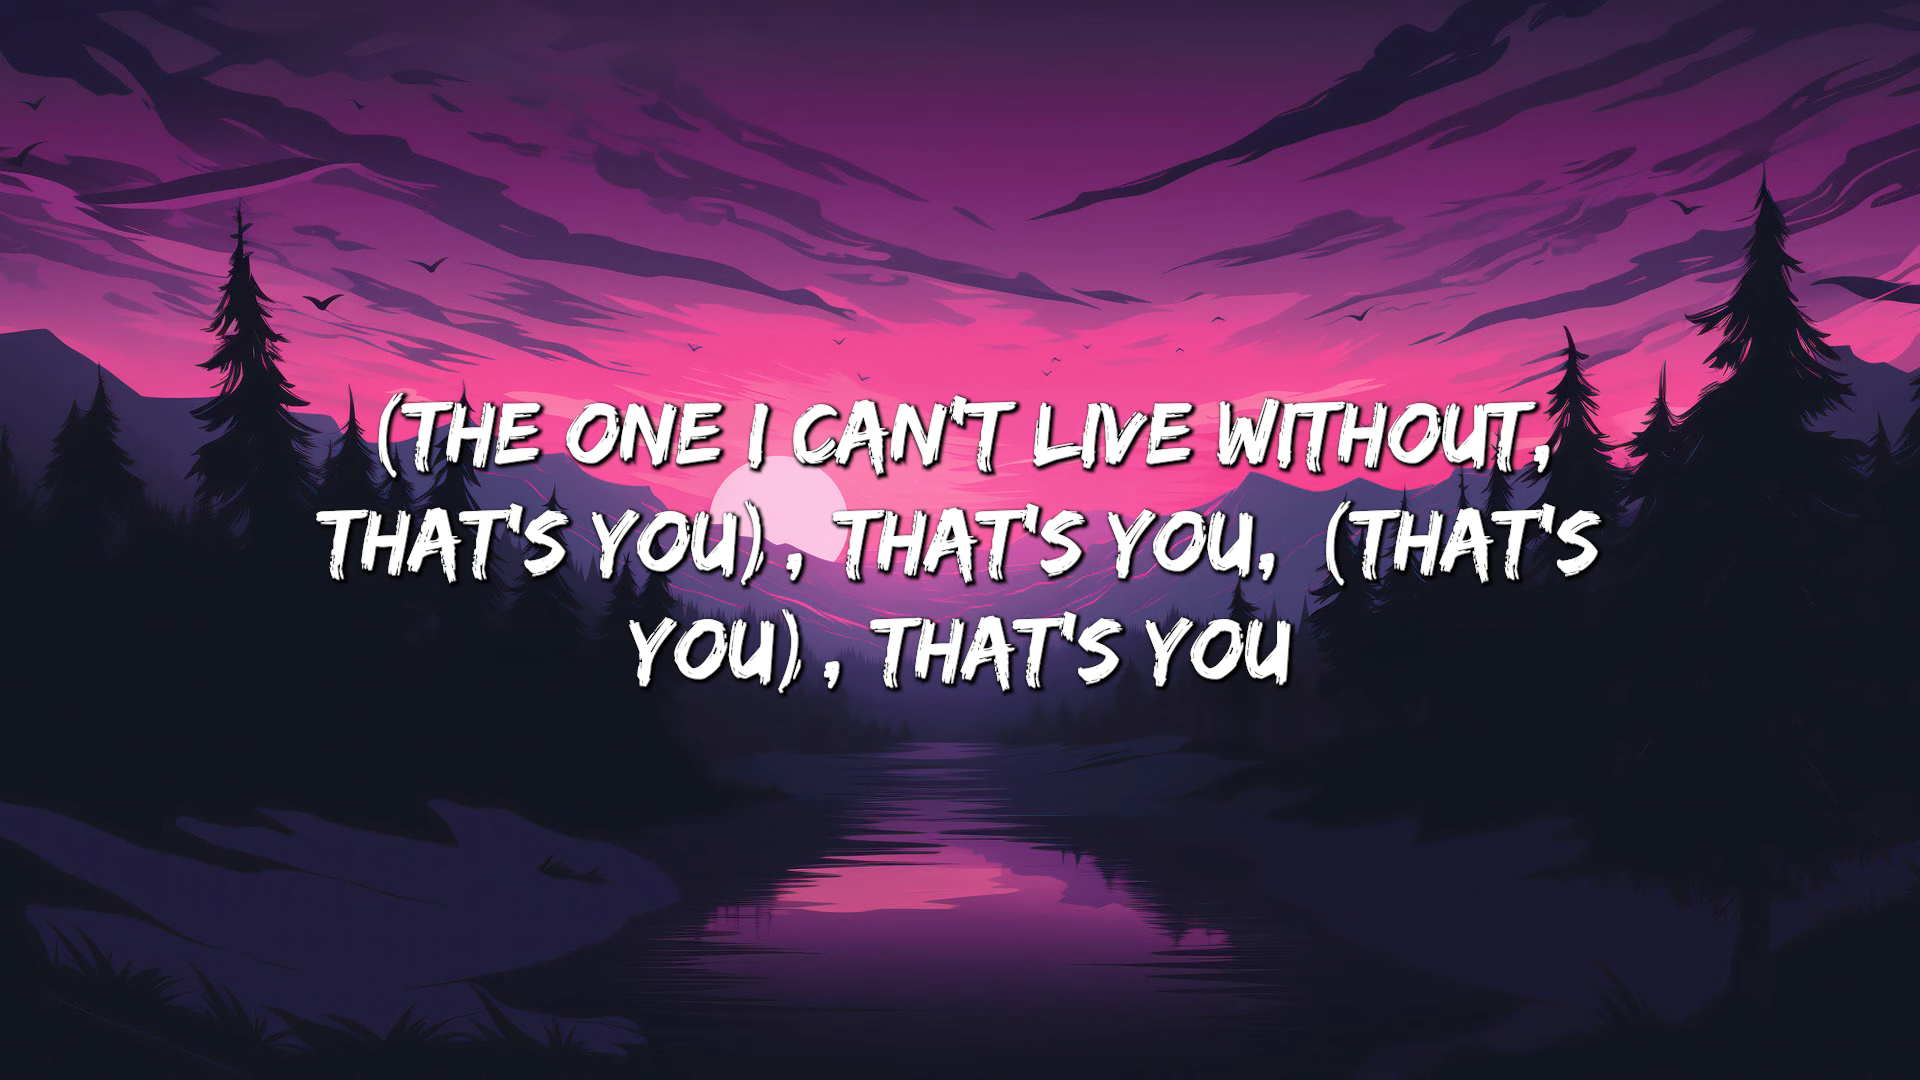 (THE ONE I CAN'T LIVE WITHOUT,
THAT'S YOU), THAT'S YOU, (THAT'S
YOU), THAT'S YOU